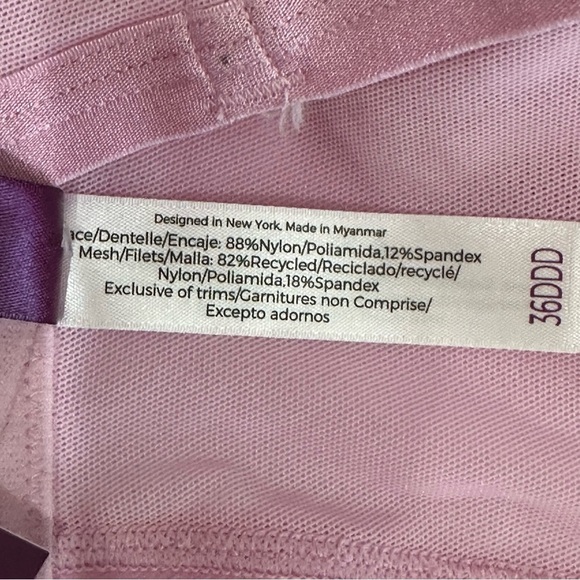 Designed in New York, Made in Myanmar
ace/Dentelle/Encaje: 88%Nylon/Poliamida,12%Spandex
Mesh/Filets/Malla: 82%Recycled/Reciclado/recyclé/
Nylon/Poliamida,18%Spandex
Exclusive of trims/Garnitures non Comprise/
Excepto adornos
36DDD